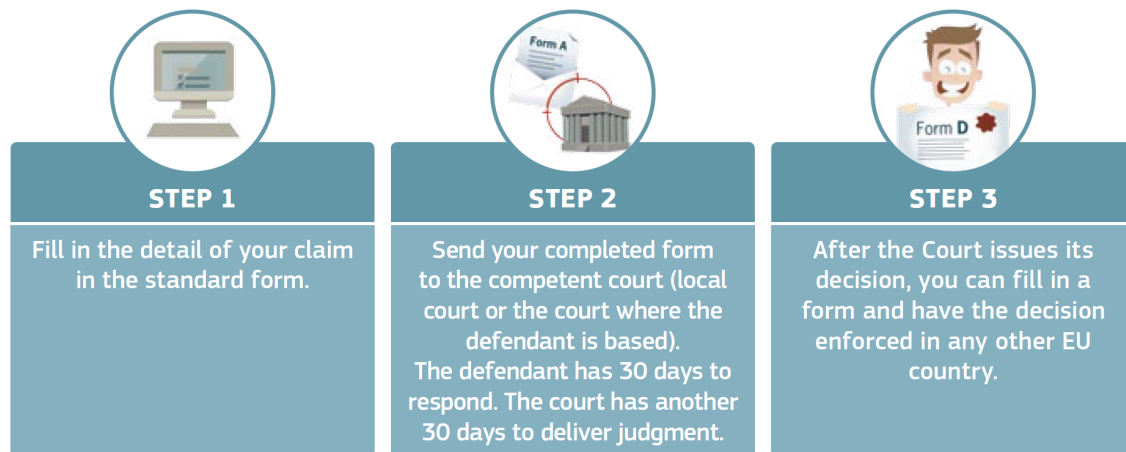 Form A
Form D
STEP 1
STEP 2
STEP 3
Fill in the detail of your claim
in the standard form.
Send your completed form
to the competent court (local
court or the court where the
defendant is based).
The defendant has 30 days to
respond. The court has another
30 days to deliver judgment.
After the Court issues its
decision, you can fill in a
form and have the decision
enforced in any other EU
country.